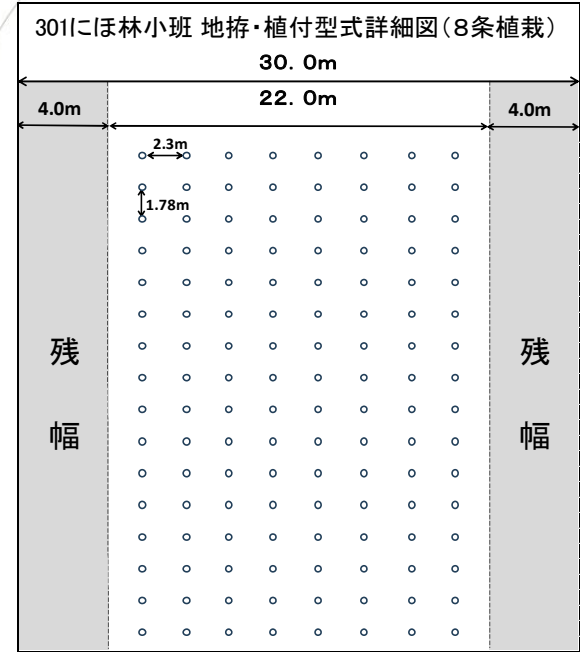 301にほ林小班 地拵・植付型式詳細図(8条植栽)
30．0m
22．0m
4.0m
4.0m
2.3m
1.78m
残
幅
残
幅